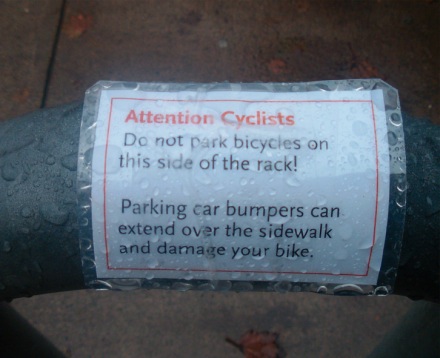 Attention Cyclists
Do not park bicycles on
this side of the rack!
Parking car bumpers can
extend over the sidewalk
and damage your bike.